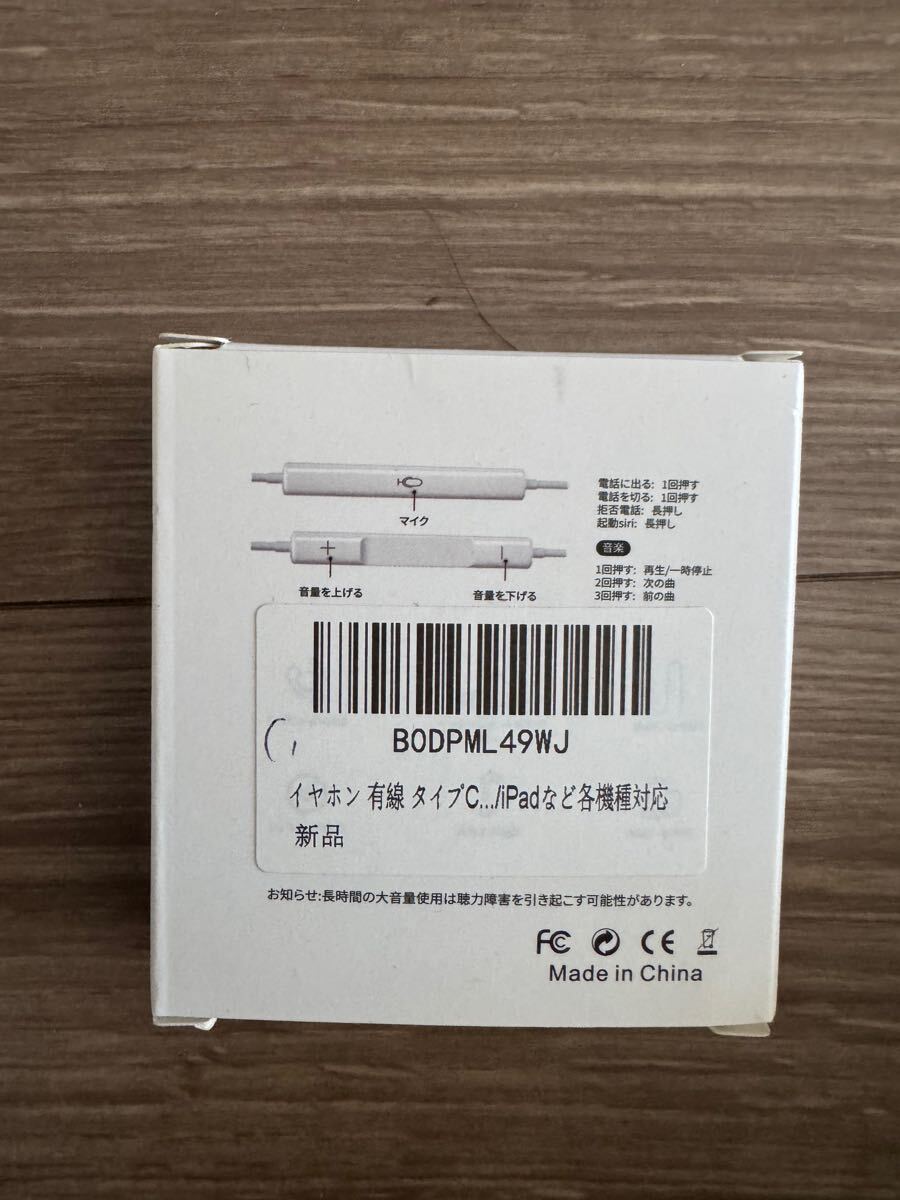 電話に出る: 1回押す
電話を切る: 1回押す
拒否電話: 長押し
起動siri: 長押し
マイク
音楽
1回押す: 再生/一時停止
2回押す: 次の曲
3回押す: 前の曲
+
-
音量を上げる
音量を下げる
B0DPML49WJ
イヤホン 有線 タイプC.../iPadなど各機種対応
新品
お知らせ:長時間の大音量使用は聴力障害を引き起こす可能性があります。
FC CE
Made in China